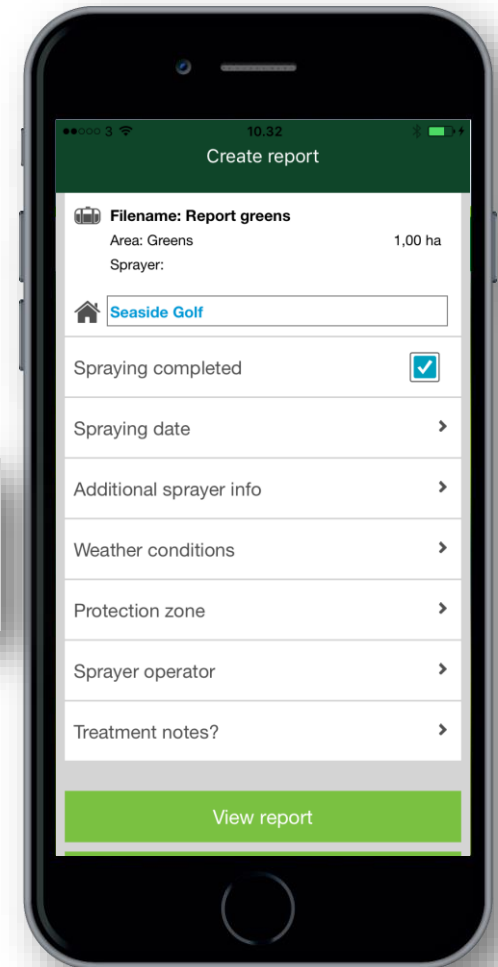 3 10.32
Create report
Filename: Report greens
Area: Greens 1,00 ha
Sprayer:
Seaside Golf
Spraying completed
Spraying date
Additional sprayer info
Weather conditions
Protection zone
Sprayer operator
Treatment notes?
View report